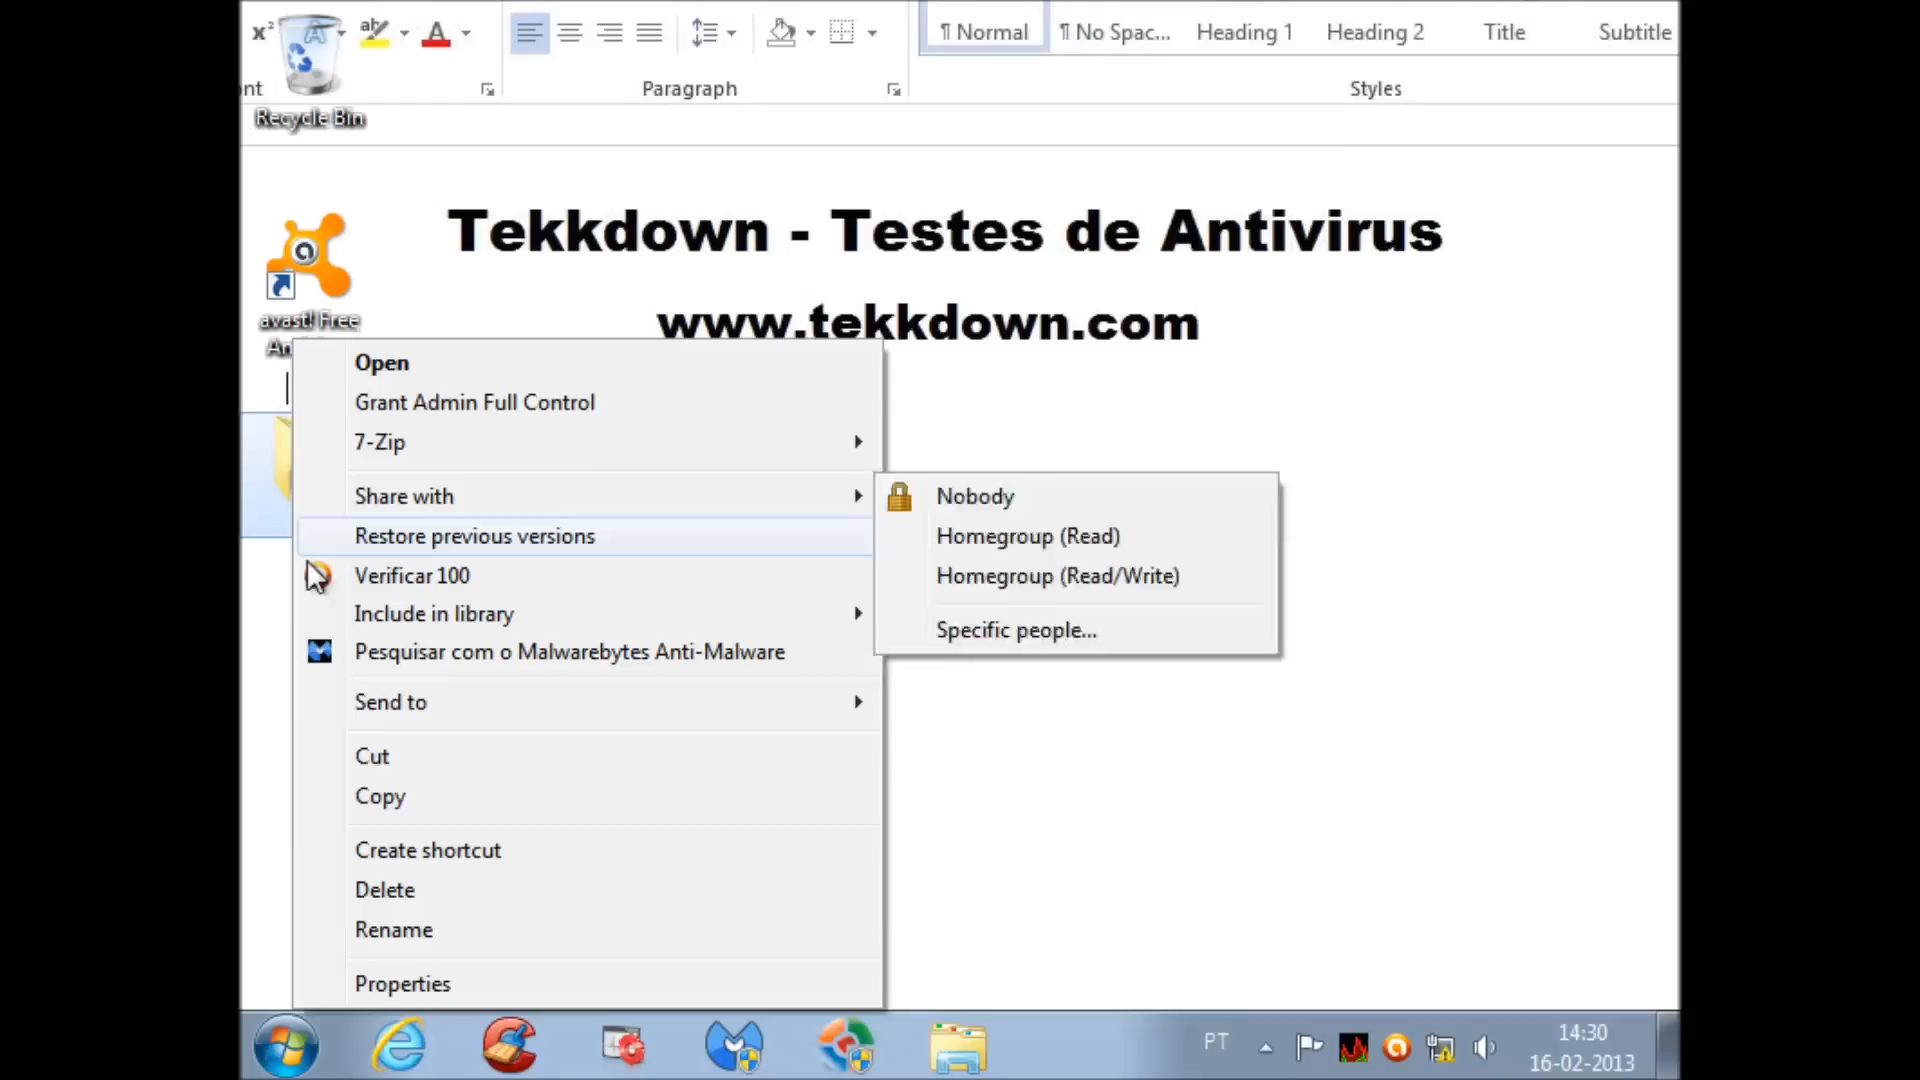 ¶ Normal ¶ No Spac... Heading 1 Heading 2 Title Subtitle
nt Paragraph Styles
Recycle Bin
Tekkdown - Testes de Antivirus
avast! Free
www.tekkdown.com
Open
Grant Admin Full Control
7-Zip
Share with
Restore previous versions
Verificar 100
Include in library
Pesquisar com o Malwarebytes Anti-Malware
Send to
Cut
Copy
Create shortcut
Delete
Rename
Properties
Nobody
Homegroup (Read)
Homegroup (Read/Write)
Specific people...
PT
14:30
16-02-2013